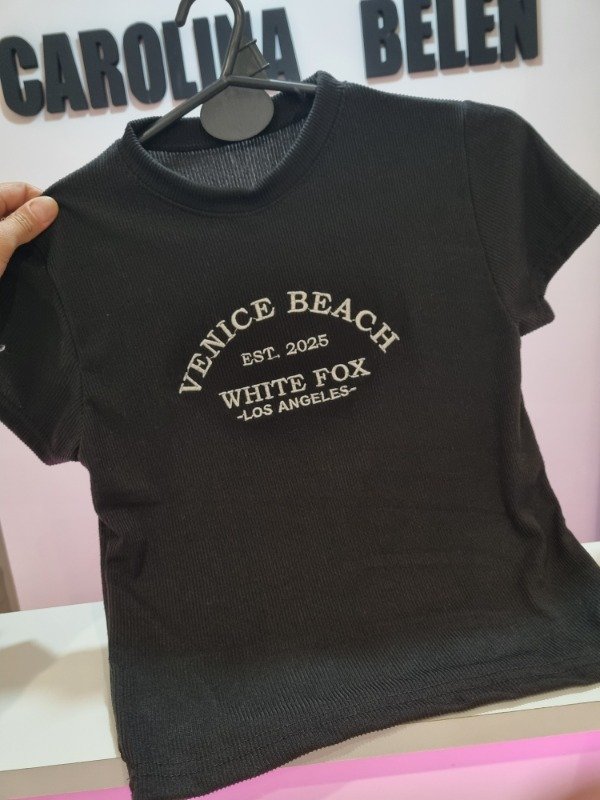 CAROLINA BELEN
VENICE BEACH
EST. 2025
WHITE FOX
-LOS ANGELES-